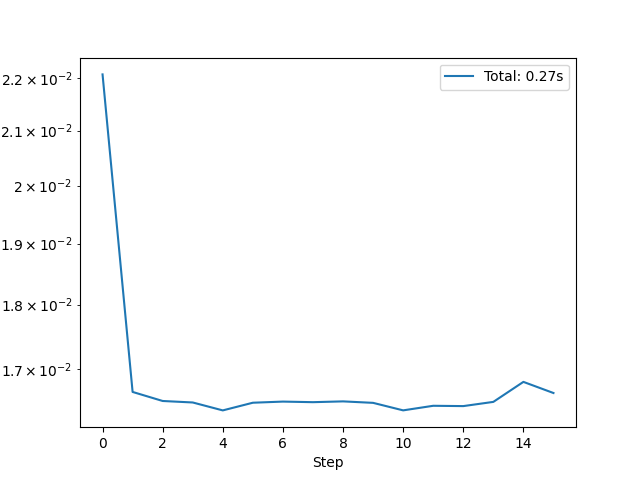 Total: 0.27s
2.2 × 10⁻²
2.1 × 10⁻²
2 × 10⁻²
1.9 × 10⁻²
1.8 × 10⁻²
1.7 × 10⁻²
0 2 4 6 8 10 12 14
Step